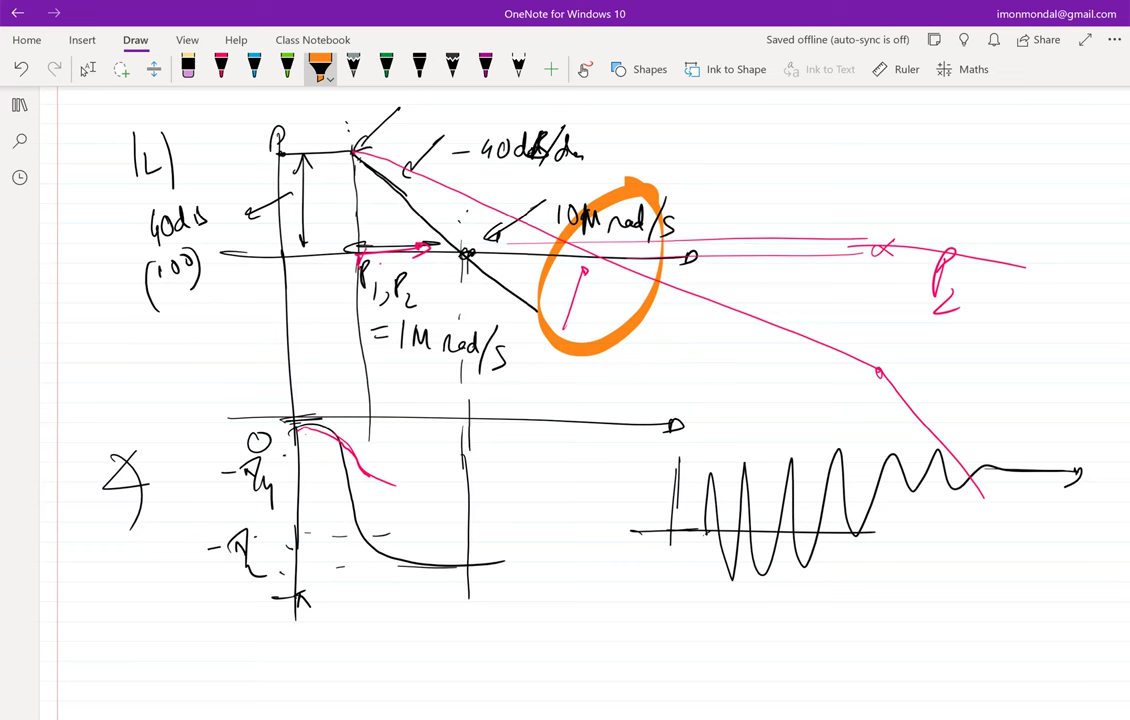 OneNote for Windows 10
imonmondal@gmail.com
Home Insert Draw View Help Class Notebook
Saved offline (auto-sync is off) Share
Shapes Ink to Shape Ink to Text Ruler Maths
|L|
40dB
(100)
10M rad/s
P1, P2
= 1M rad/s
P2
0
-π/4
-π